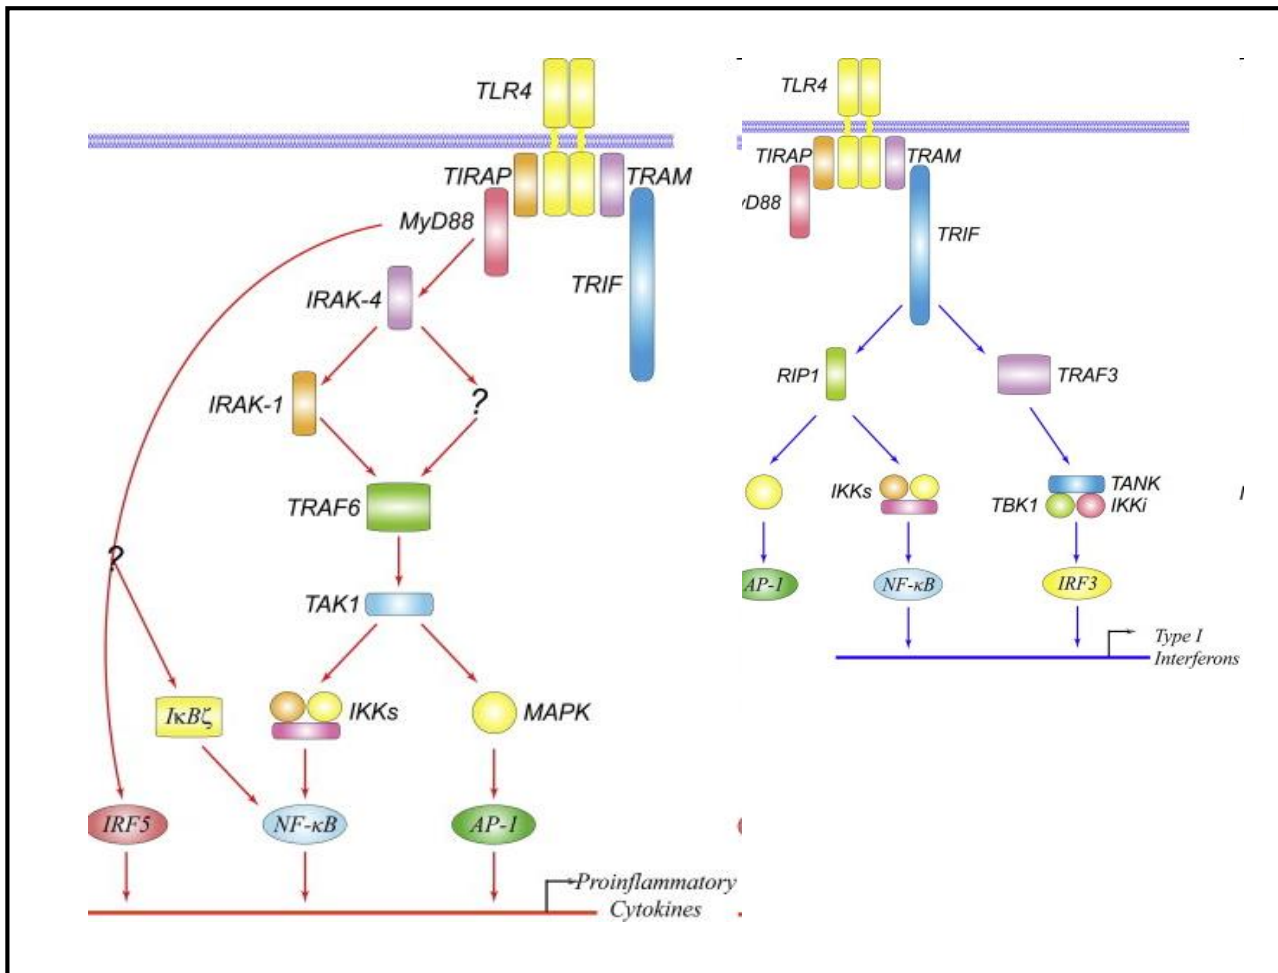 TLR4
TIRAP
TRAM
MyD88
TRIF
IRAK-4
IRAK-1
?
TRAF6
?
TAK1
IκBζ
IKKs
MAPK
IRF5
NF-κB
AP-1
Proinflammatory
Cytokines
TLR4
TIRAP
TRAM
yD88
TRIF
RIP1
TRAF3
IKKs
TANK
TBK1
IKKi
AP-1
NF-κB
IRF3
Type I
Interferons